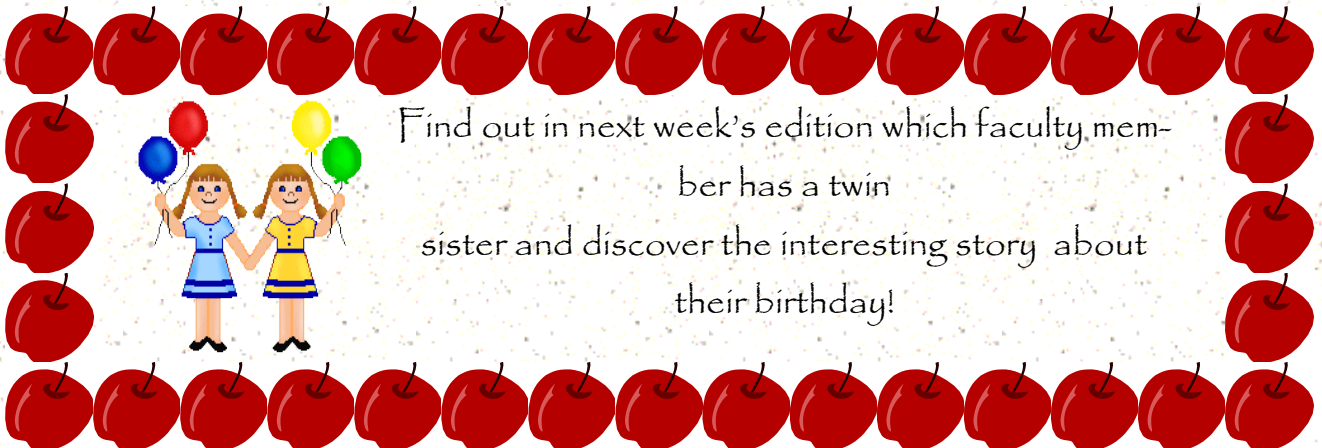 Find out in next week's edition which faculty mem-
ber has a twin
sister and discover the interesting story  about
their birthday!